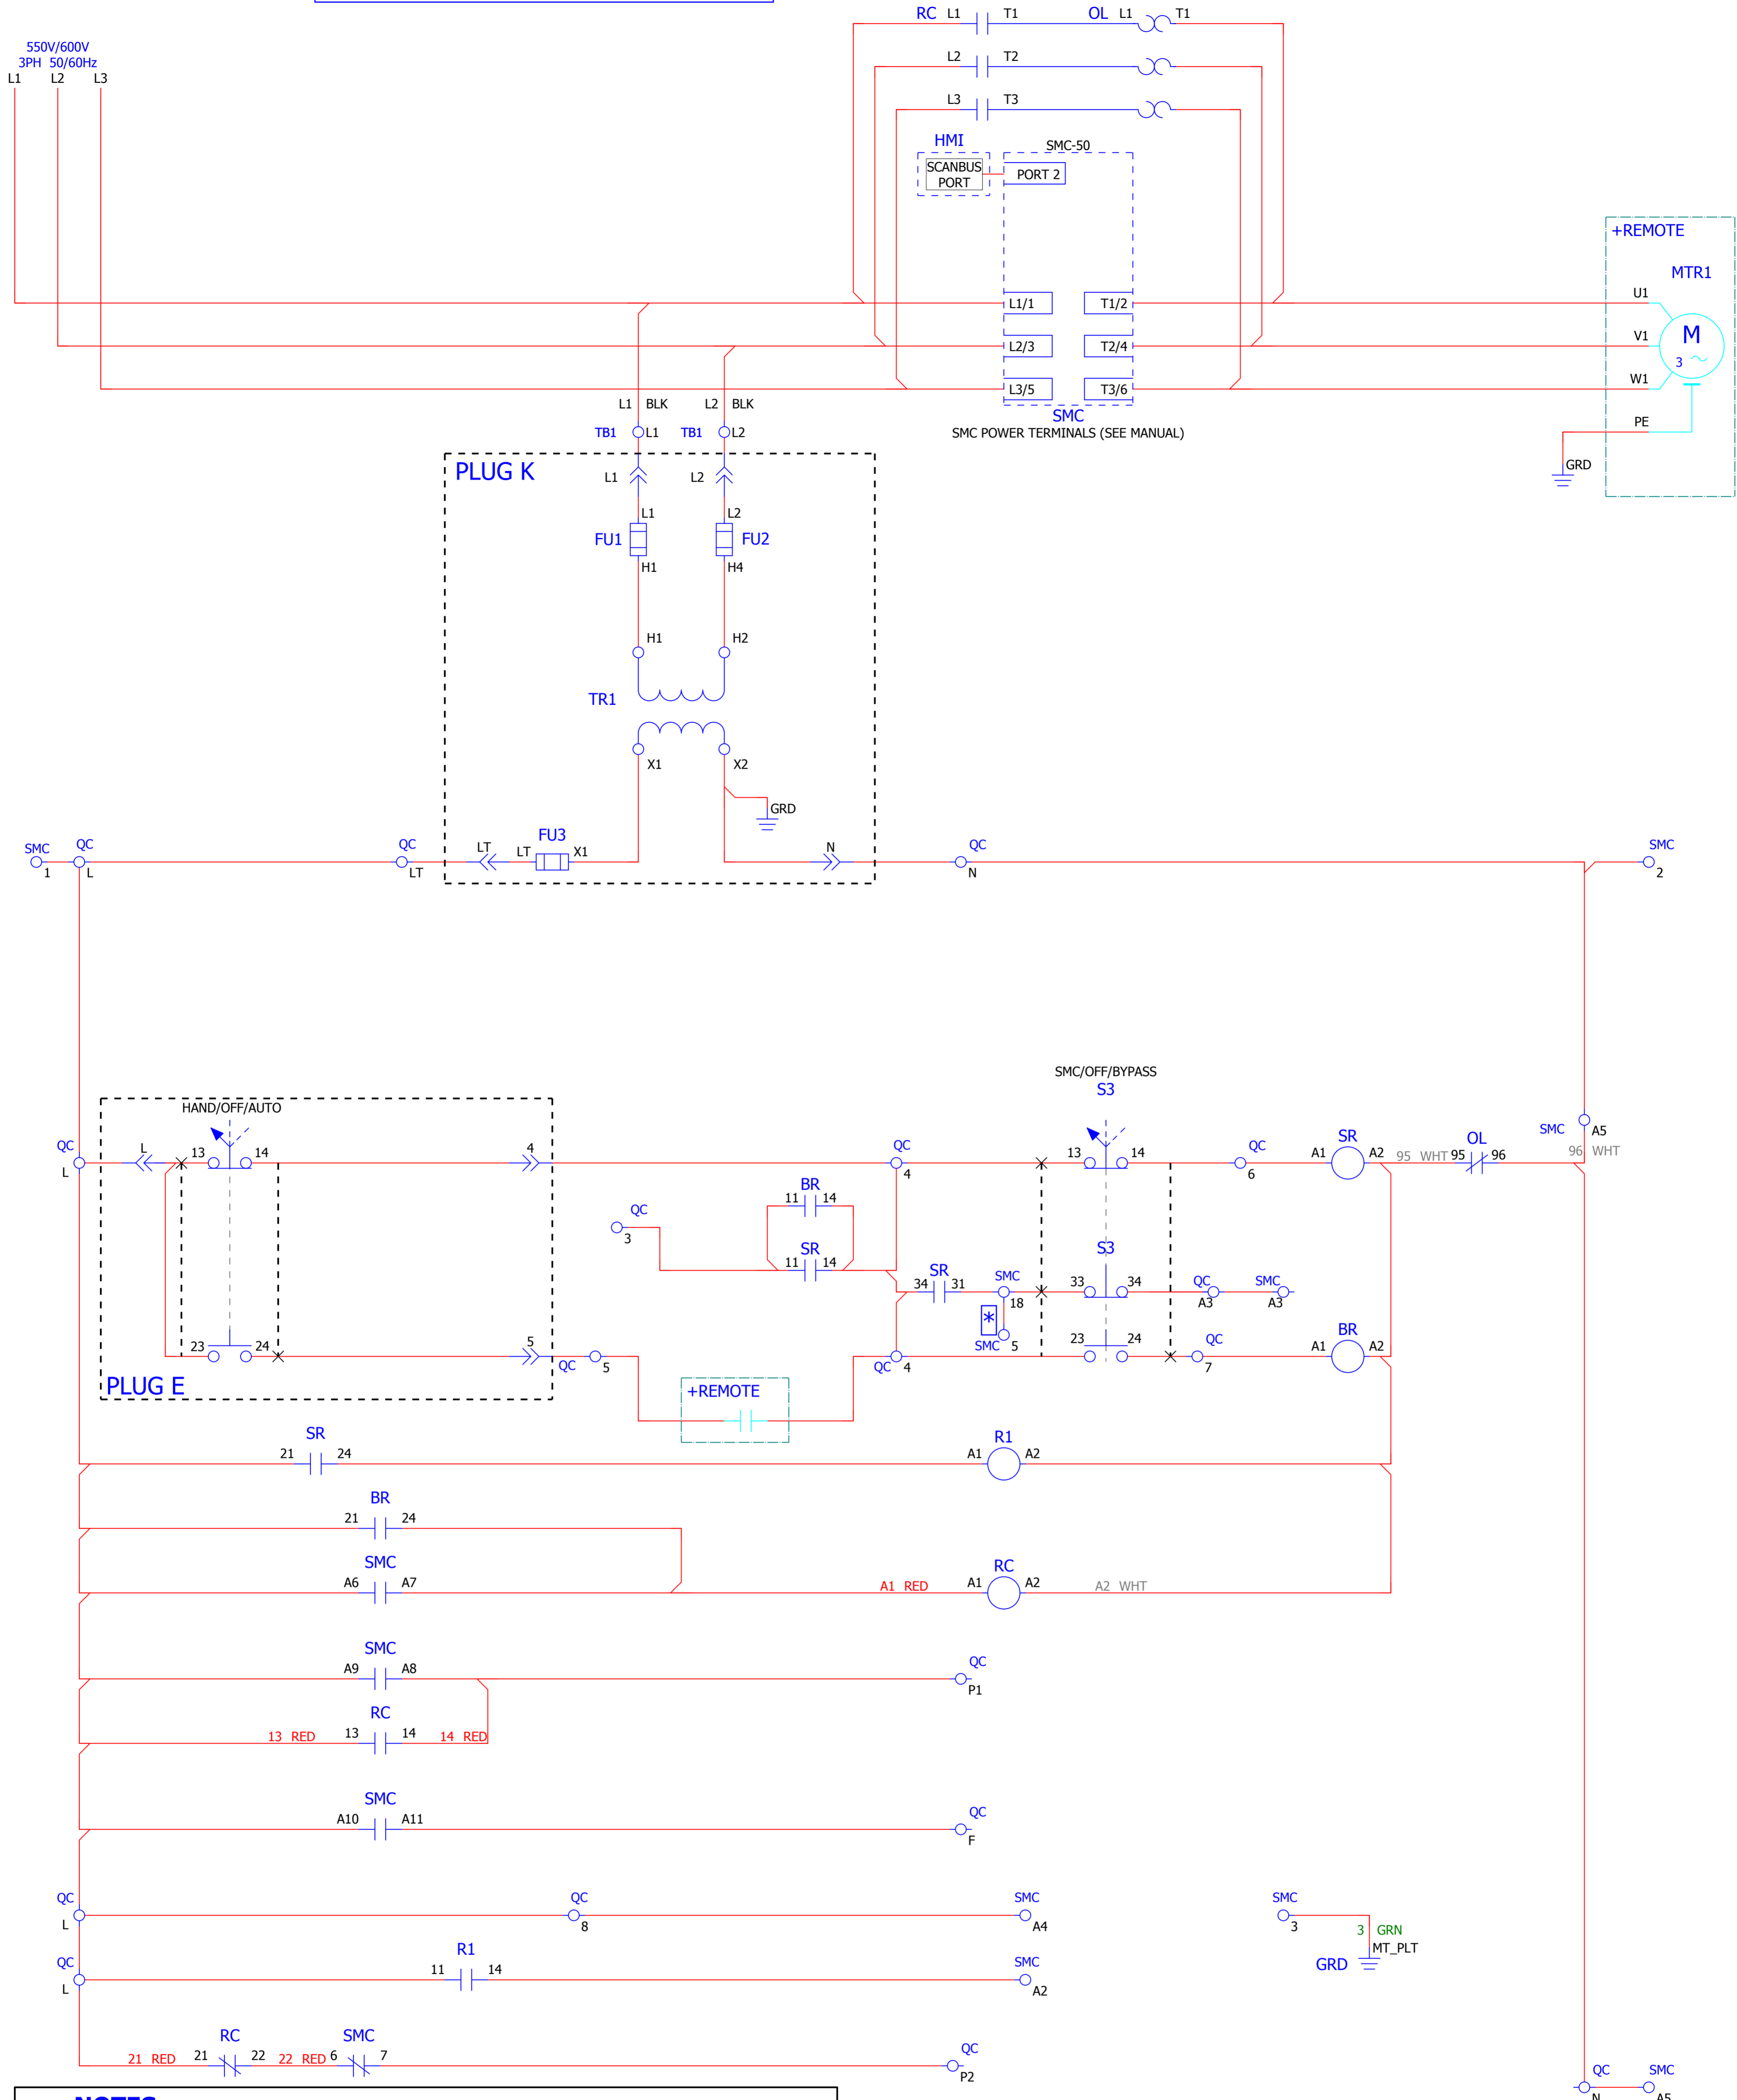 RC L1 T1 OL L1 T1
550V/600V
3PH 50/60Hz
L1 L2 L3
L2 T2
L3 T3
HMI
SMC-50
SCANBUS
PORT
PORT 2
+REMOTE
MTR1
L1/1 T1/2 U1
L2/3 T2/4 V1 M
3
L3/5 T3/6 W1
L1 BLK L2 BLK
SMC
SMC POWER TERMINALS (SEE MANUAL)
PE
TB1 L1 TB1 L2
GRD
PLUG K
L1 L2
L1 L2
FU1 FU2
H1 H4
H1 H2
TR1
X1 X2
GRD
FU3
SMC QC QC LT LT X1 N QC SMC
1 L LT N 2
SMC/OFF/BYPASS
S3
HAND/OFF/AUTO
QC L 13 14 4 QC 13 14 QC SR OL SMC A5
L 4 6 A1 A2 95 WHT 95 96 96 WHT
BR
11 14
QC
3
SR
11 14
S3
SR
34 31 SMC 33 34 QC SMC
18 A3 A3
*
SMC 5
BR
23 24 5 QC 5 QC 4 23 24 QC 7 A1 A2
PLUG E
+REMOTE
SR R1
21 24 A1 A2
BR
21 24
SMC RC
A6 A7 A1 RED A1 A2 A2 WHT
SMC QC
A9 A8 P1
RC
13 RED 13 14 14 RED
SMC QC
A10 A11 F
QC QC SMC SMC
L 8 A4 3
3 GRN
MT_PLT
GRD
QC R1 SMC
L 11 14 A2
RC SMC QC
21 RED 21 22 22 RED 6 7 P2
QC SMC
N A5
NOTES